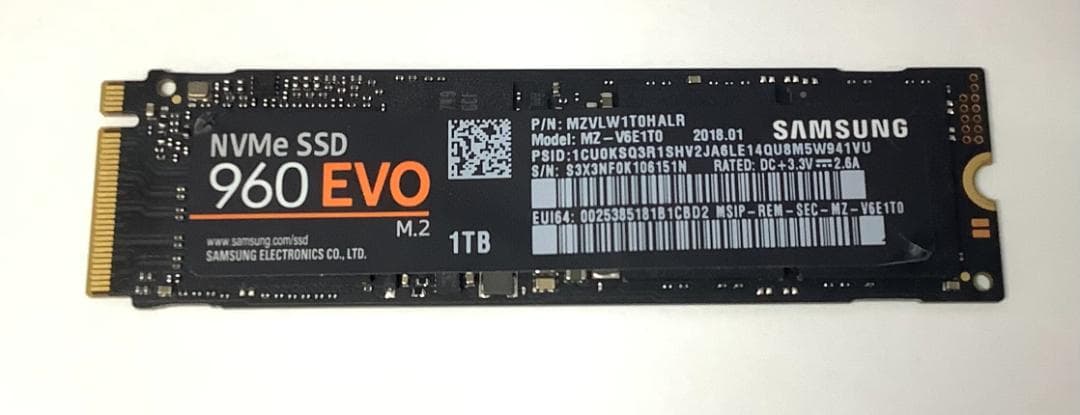 NVMe SSD
960 EVO
M.2
www.samsung.com/ssd
SAMSUNG ELECTRONICS CO., LTD.
1TB
P/N: MZVLW1T0HALR
Model: MZ-V6E1T0 2018.01
SAMSUNG
PSID:1CU0KSQ3R1SHV2JA6LE14QU8M5W941VU
S/N: S3X3NF0K106151N RATED: DC+3.3V⎓2.6A
EUI64: 0025385181B1CBD2 MSIP-REM-SEC-MZ-V6E1T0